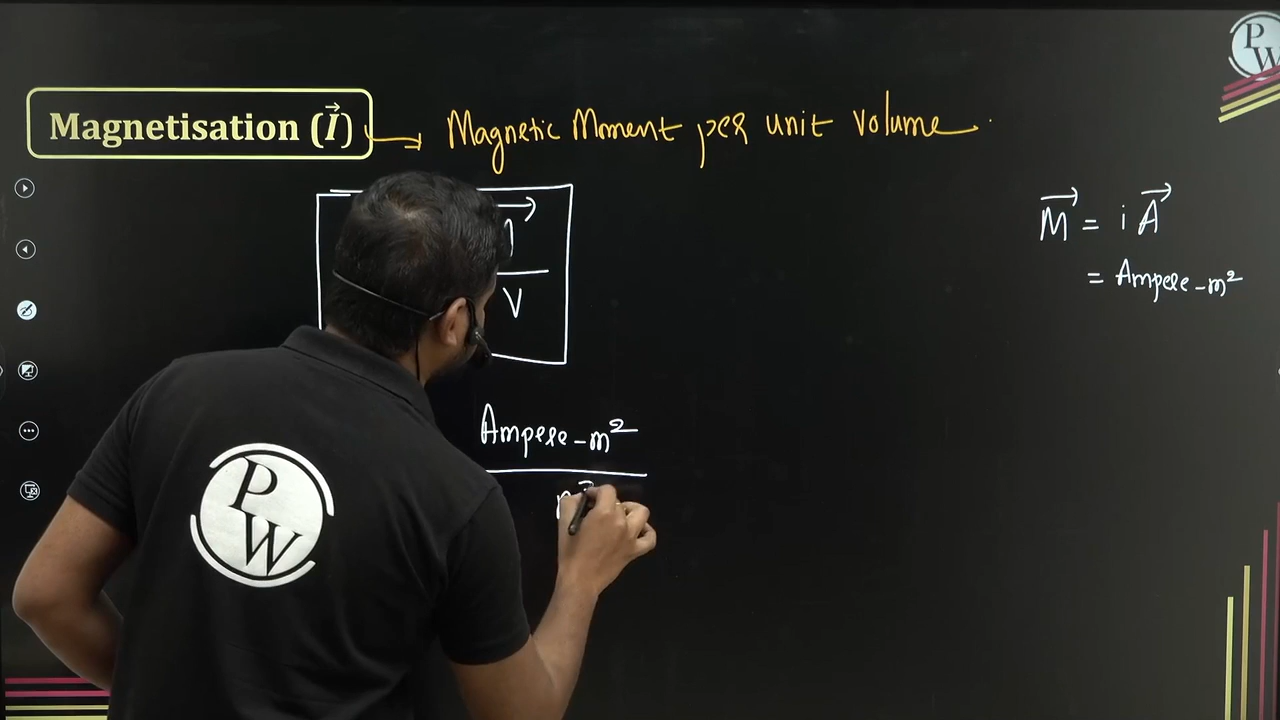 P
W
Magnetisation (I⃗) → Magnetic Moment per unit volume
M⃗ = i A⃗
= Ampere-m²
V
Ampere-m²
P
W